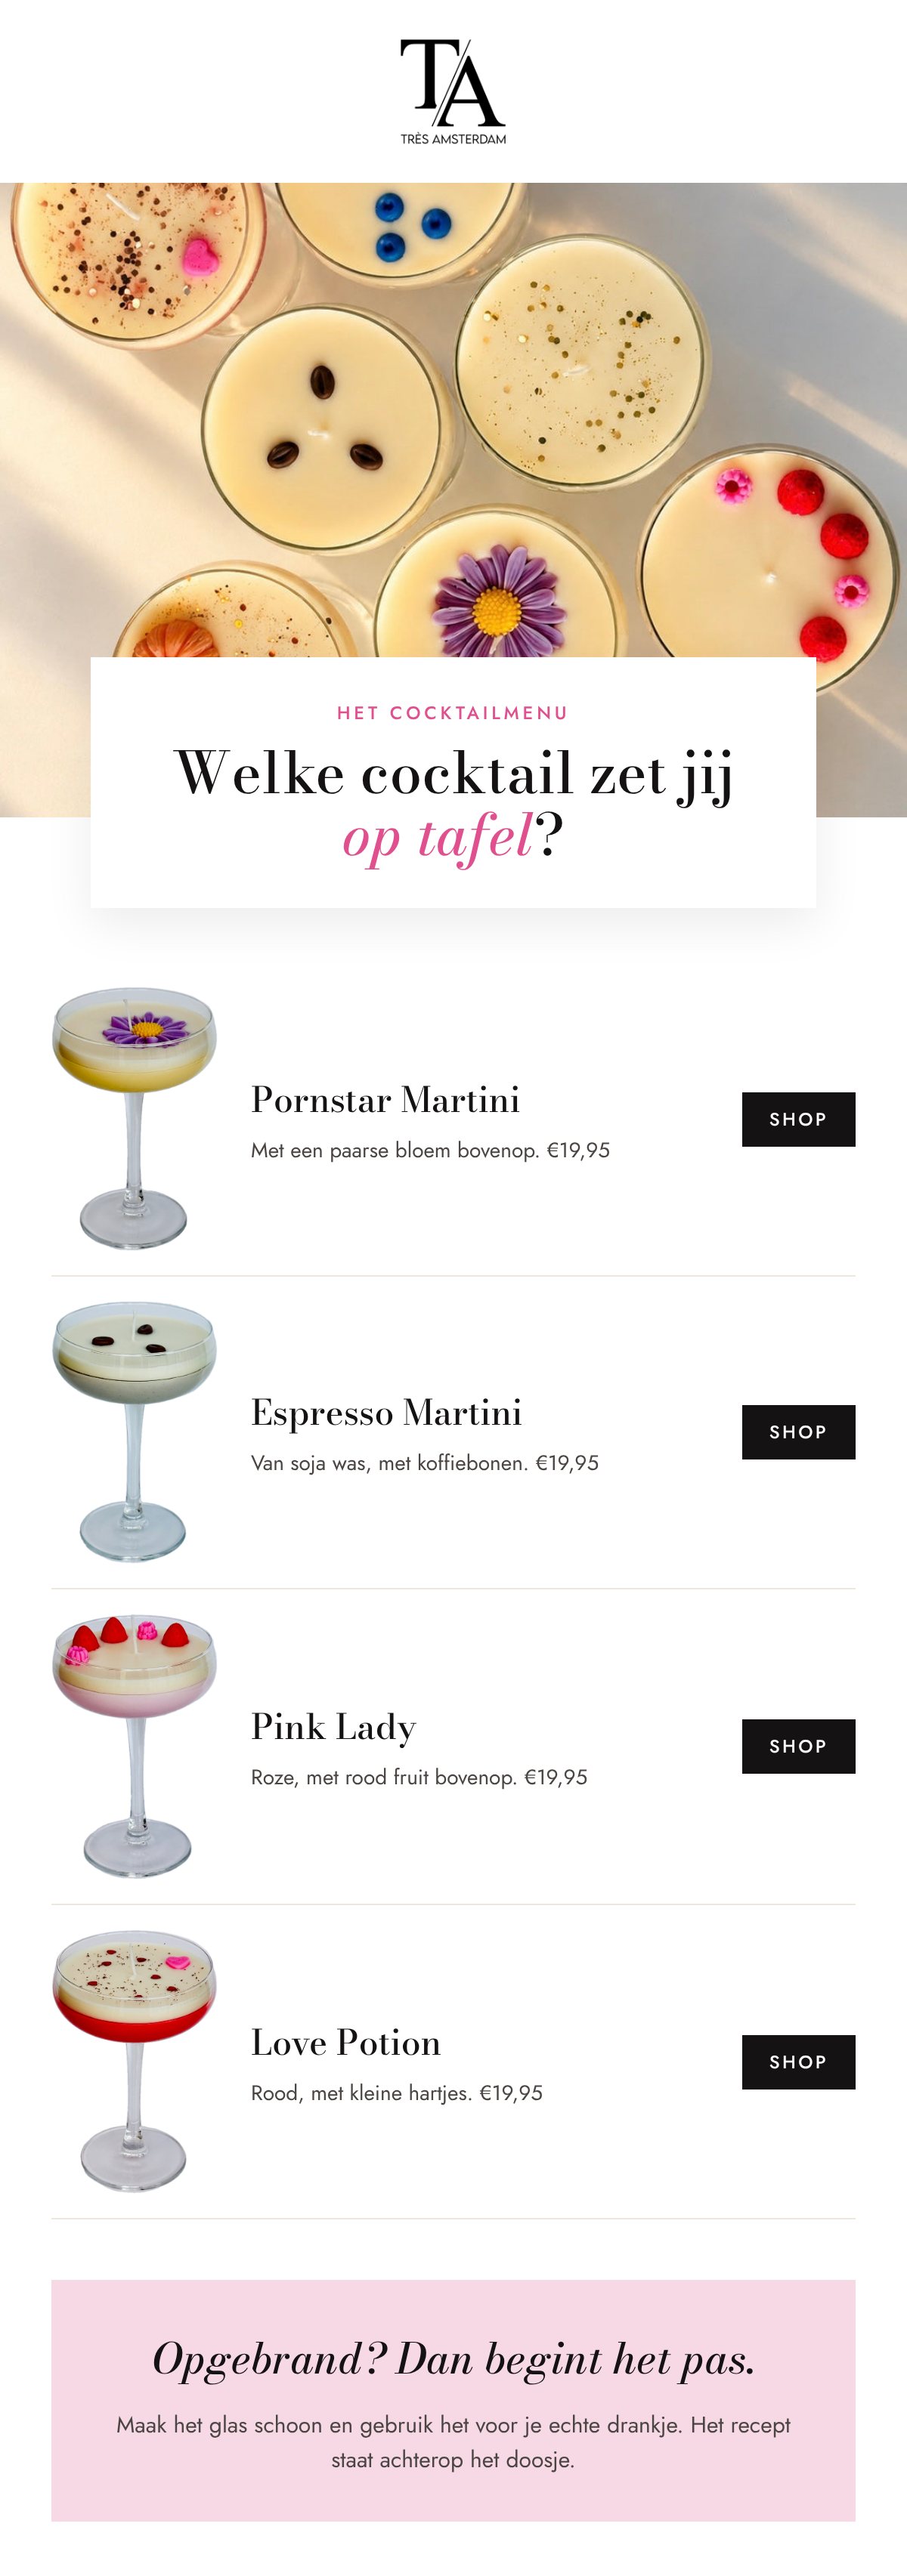 TA
TRÈS AMSTERDAM
HET COCKTAILMENU
Welke cocktail zet jij
op tafel?
Pornstar Martini
Met een paarse bloem bovenop. €19,95
SHOP
Espresso Martini
Van soja was, met koffiebonen. €19,95
SHOP
Pink Lady
Roze, met rood fruit bovenop. €19,95
SHOP
Love Potion
Rood, met kleine hartjes. €19,95
SHOP
Opgebrand? Dan begint het pas.
Maak het glas schoon en gebruik het voor je echte drankje. Het recept
staat achterop het doosje.